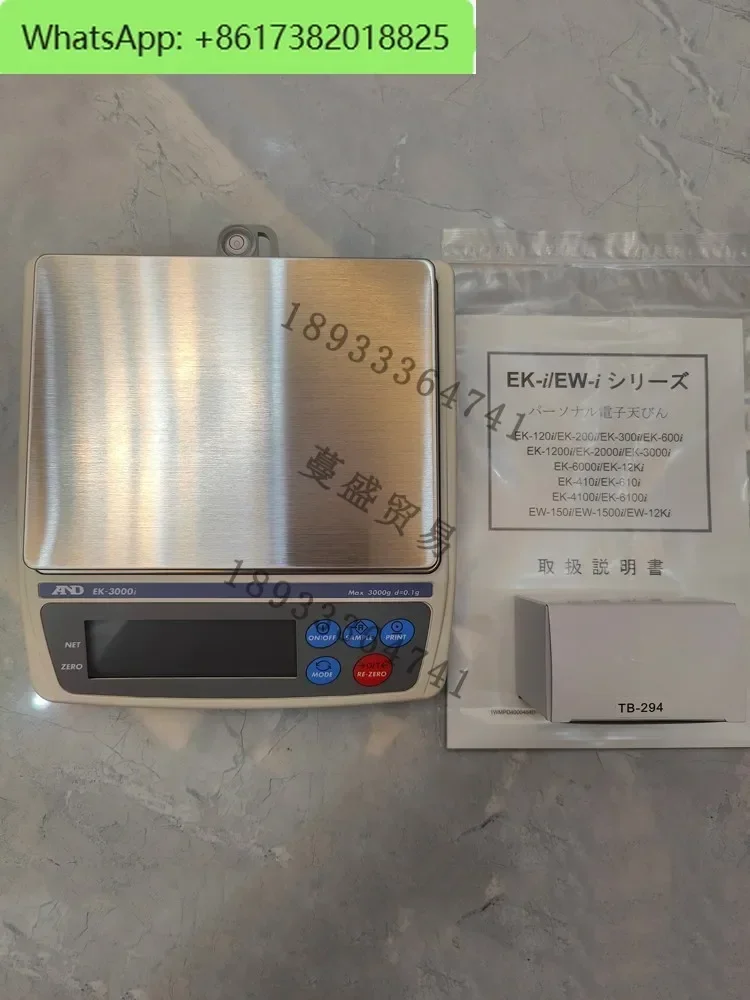 WhatsApp: +8617382018825
18933364741
EK-i/EW-i シリーズ
パーソナル電子天びん
EK-120i/EK-200i/EK-300i/EK-600i
EK-1200i/EK-2000i/EK-3000i
EK-6000i/EK-12Ki
EK-410i/EK-610i
EK-4100i/EK-6100i
EW-150i/EW-1500i/EW-12Ki
蔓盛贸易
取扱説明書
18933364741
AND EK-3000i Max 3000g d=0.1g
NET
ZERO
ON/OFF SAMPLE PRINT
MODE RE-ZERO
TB-294